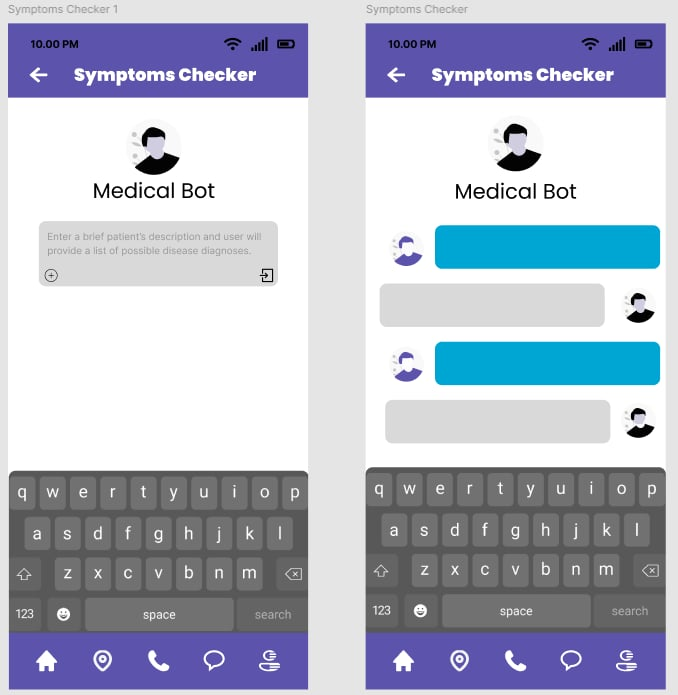 Symptoms Checker 1
10.00 PM
Symptoms Checker
Medical Bot
Enter a brief patient's description and user will
provide a list of possible disease diagnoses.
q w e r t y u i o p
a s d f g h j k l
z x c v b n m
123 space search
Symptoms Checker
10.00 PM
Symptoms Checker
Medical Bot
q w e r t y u i o p
a s d f g h j k l
z x c v b n m
123 space search